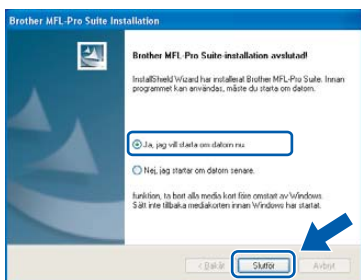 Brother MFL-Pro Suite Installation
Brother MFL-Pro Suite-installation avslutad!
InstallShield Wizard har installerat Brother MFL-Pro Suite. Innan
programmet kan användas, måste du starta om datorn.
Ja, jag vill starta om datorn nu.
Nej, jag startar om datorn senare.
funktion, ta bort alla media kort före omstart av Windows.
Sätt inte tillbaka mediakorten innan Windows har startat.
< Bakåt Slutför Avbryt